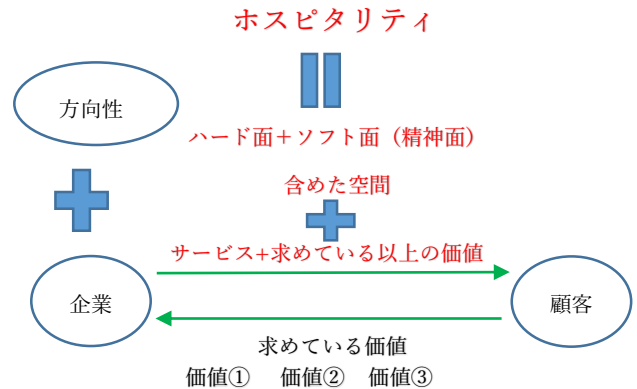 ホスピタリティ
方向性
ハード面＋ソフト面（精神面）
含めた空間
サービス+求めている以上の価値
企業
顧客
求めている価値
価値① 価値② 価値③